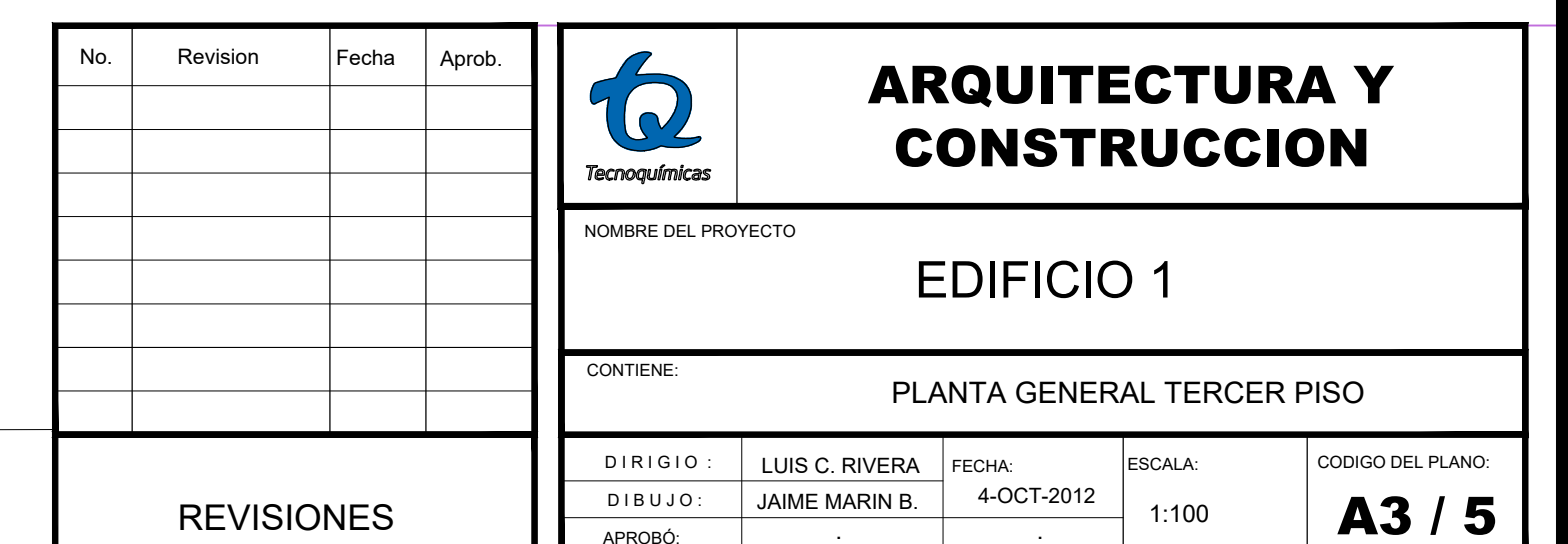 No. Revision Fecha Aprob.
REVISIONES
Tecnoquímicas
ARQUITECTURA Y
CONSTRUCCION
NOMBRE DEL PROYECTO
EDIFICIO 1
CONTIENE:
PLANTA GENERAL TERCER PISO
DIRIGIO: LUIS C. RIVERA
DIBUJO: JAIME MARIN B.
APROBÓ: . .
FECHA:
4-OCT-2012
ESCALA:
1:100
CODIGO DEL PLANO:
A3 / 5